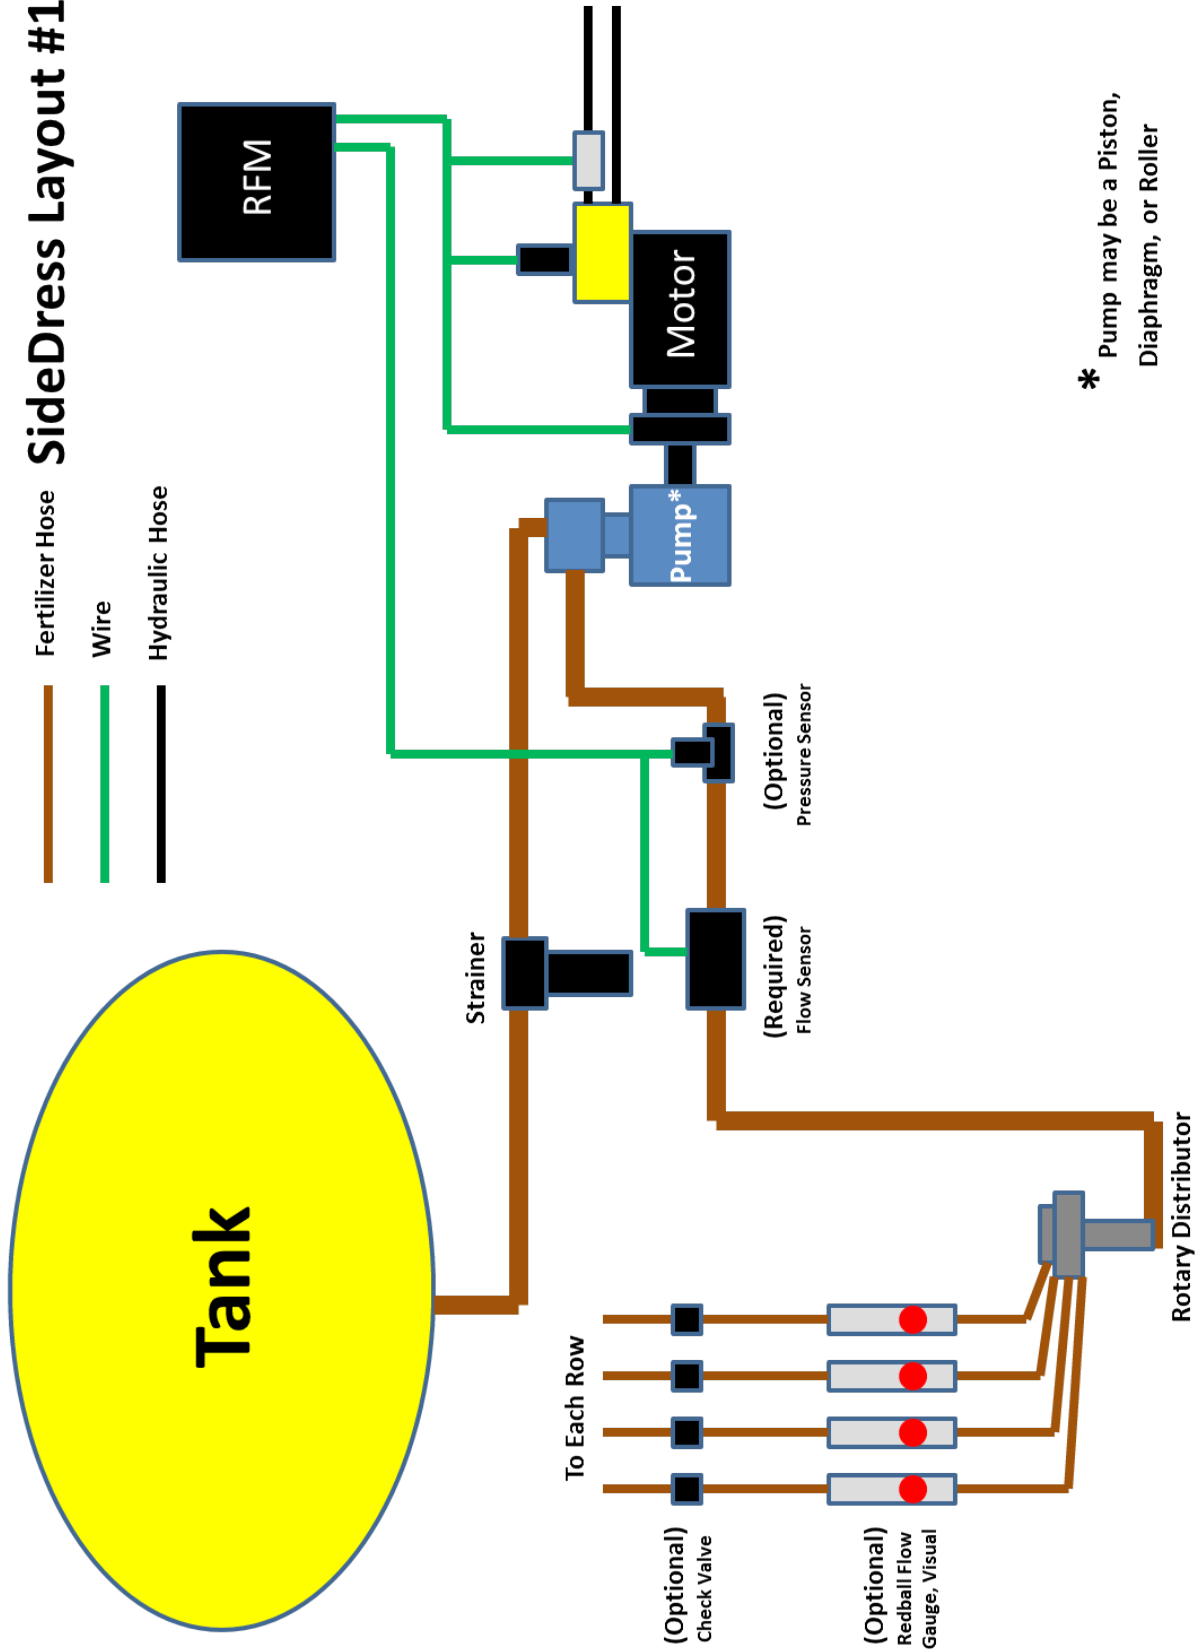 SideDress Layout #1
Fertilizer Hose
Wire
Hydraulic Hose
RFM
Tank
Strainer
Motor
Pump*
(Optional)
Pressure Sensor
(Required)
Flow Sensor
To Each Row
(Optional)
Check Valve
(Optional)
Redball Flow
Gauge, Visual
Rotary Distributor
* Pump may be a Piston,
Diaphragm, or Roller